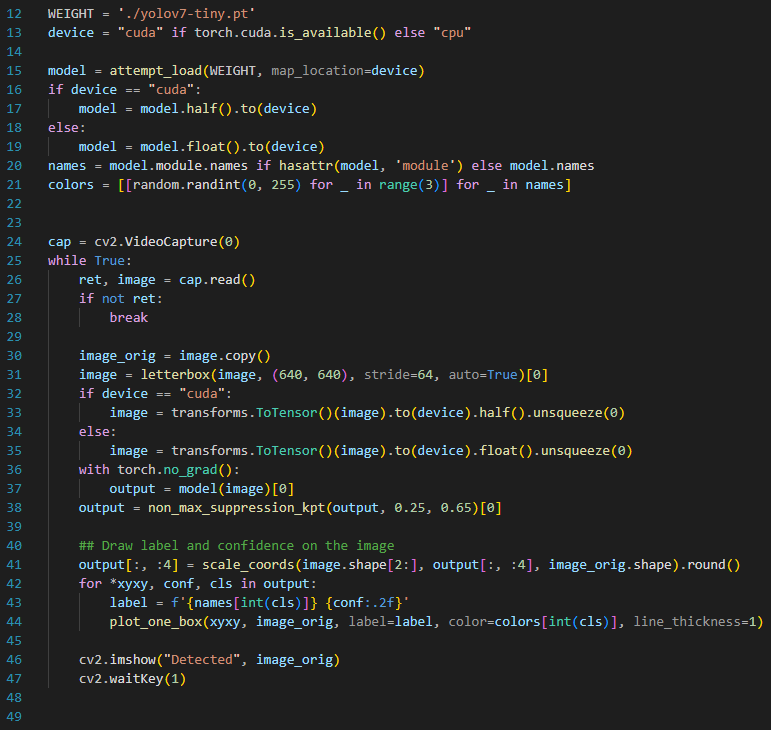 12 WEIGHT = './yolov7-tiny.pt'
13 device = "cuda" if torch.cuda.is_available() else "cpu"
14
15 model = attempt_load(WEIGHT, map_location=device)
16 if device == "cuda":
17     model = model.half().to(device)
18 else:
19     model = model.float().to(device)
20 names = model.module.names if hasattr(model, 'module') else model.names
21 colors = [[random.randint(0, 255) for _ in range(3)] for _ in names]
22
23
24 cap = cv2.VideoCapture(0)
25 while True:
26     ret, image = cap.read()
27     if not ret:
28         break
29
30     image_orig = image.copy()
31     image = letterbox(image, (640, 640), stride=64, auto=True)[0]
32     if device == "cuda":
33         image = transforms.ToTensor()(image).to(device).half().unsqueeze(0)
34     else:
35         image = transforms.ToTensor()(image).to(device).float().unsqueeze(0)
36     with torch.no_grad():
37         output = model(image)[0]
38     output = non_max_suppression_kpt(output, 0.25, 0.65)[0]
39
40     ## Draw label and confidence on the image
41     output[:, :4] = scale_coords(image.shape[2:], output[:, :4], image_orig.shape).round()
42     for *xyxy, conf, cls in output:
43         label = f'{names[int(cls)]} {conf:.2f}'
44         plot_one_box(xyxy, image_orig, label=label, color=colors[int(cls)], line_thickness=1)
45
46     cv2.imshow("Detected", image_orig)
47     cv2.waitKey(1)
48
49